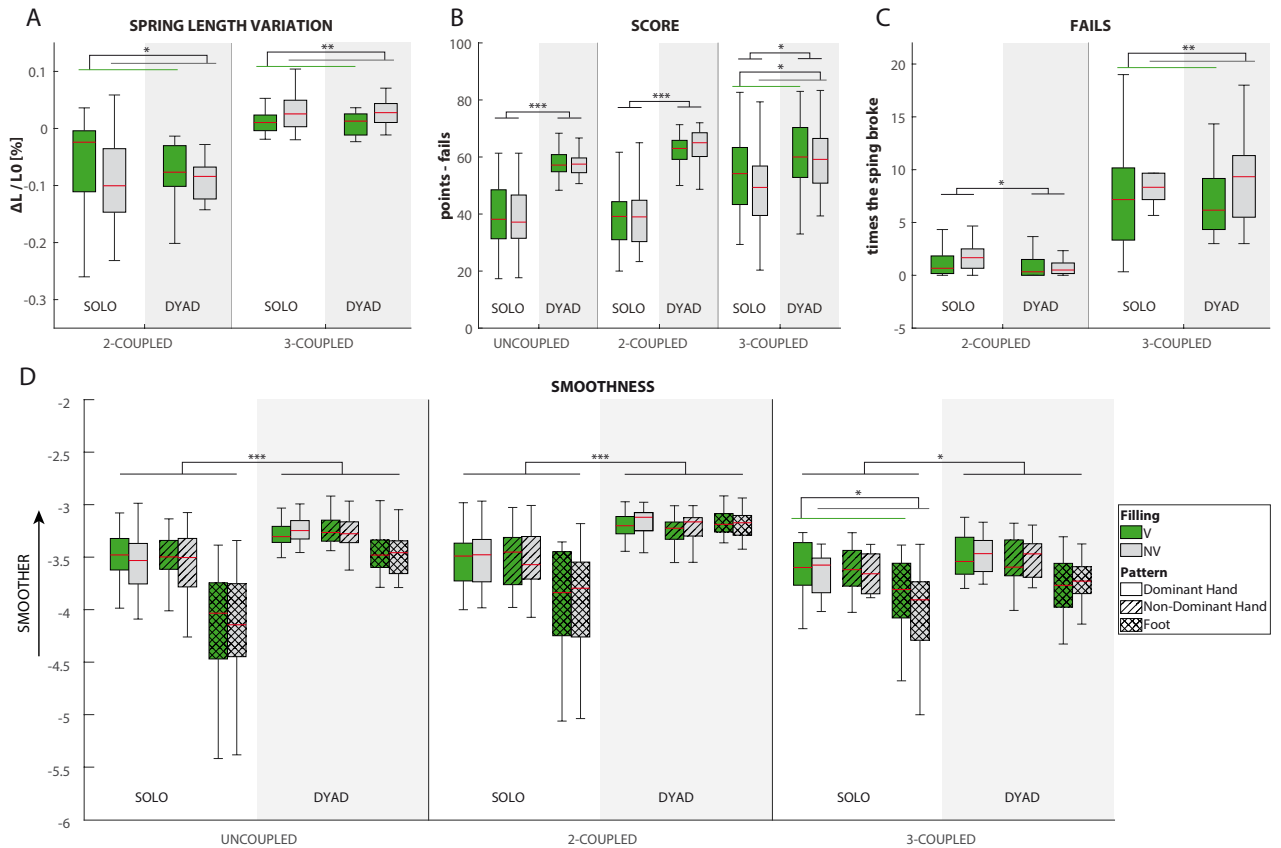 A
SPRING LENGTH VARIATION
ΔL / L0 [%]
0.1
0
-0.1
-0.2
-0.3
*
**
SOLO
DYAD
SOLO
DYAD
2-COUPLED
3-COUPLED
B
SCORE
points - fails
100
80
60
40
20
0
***
***
*
*
SOLO
DYAD
SOLO
DYAD
SOLO
DYAD
UNCOUPLED
2-COUPLED
3-COUPLED
C
FAILS
times the sping broke
20
15
10
5
0
-5
*
**
SOLO
DYAD
SOLO
DYAD
2-COUPLED
3-COUPLED
D
SMOOTHNESS
SMOOTHER
-2
-2.5
-3
-3.5
-4
-4.5
-5
-5.5
-6
***
***
*
*
SOLO
DYAD
SOLO
DYAD
SOLO
DYAD
UNCOUPLED
2-COUPLED
3-COUPLED
Filling
V
NV
Pattern
Dominant Hand
Non-Dominant Hand
Foot